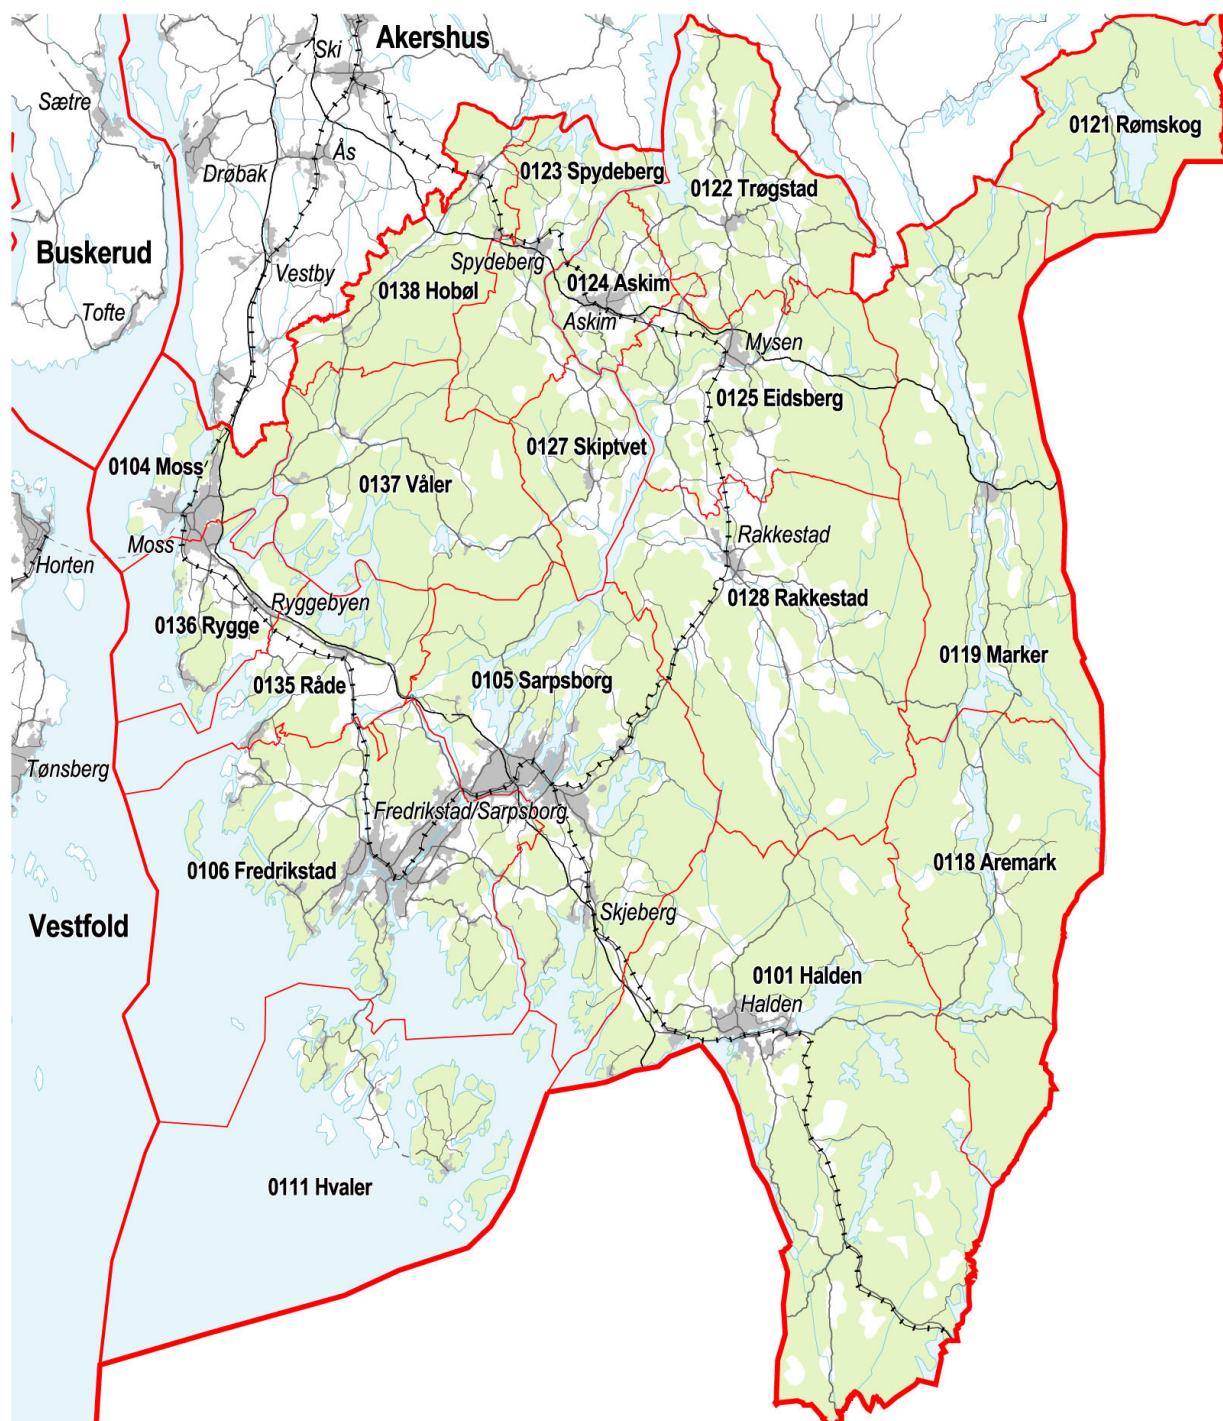 Akershus
Ski
Sætre
0121 Rømskog
Ås
Drøbak
0123 Spydeberg
0122 Trøgstad
Buskerud
Spydeberg
Vestby
0124 Askim
0138 Hobøl
Tofte
Askim
Mysen
0125 Eidsberg
0127 Skiptvet
0104 Moss
0137 Våler
Rakkestad
Moss
Horten
0128 Rakkestad
Ryggebyen
0136 Rygge
0119 Marker
0135 Råde
0105 Sarpsborg
Tønsberg
Fredrikstad/Sarpsborg
0118 Aremark
0106 Fredrikstad
Skjeberg
Vestfold
0101 Halden
Halden
0111 Hvaler